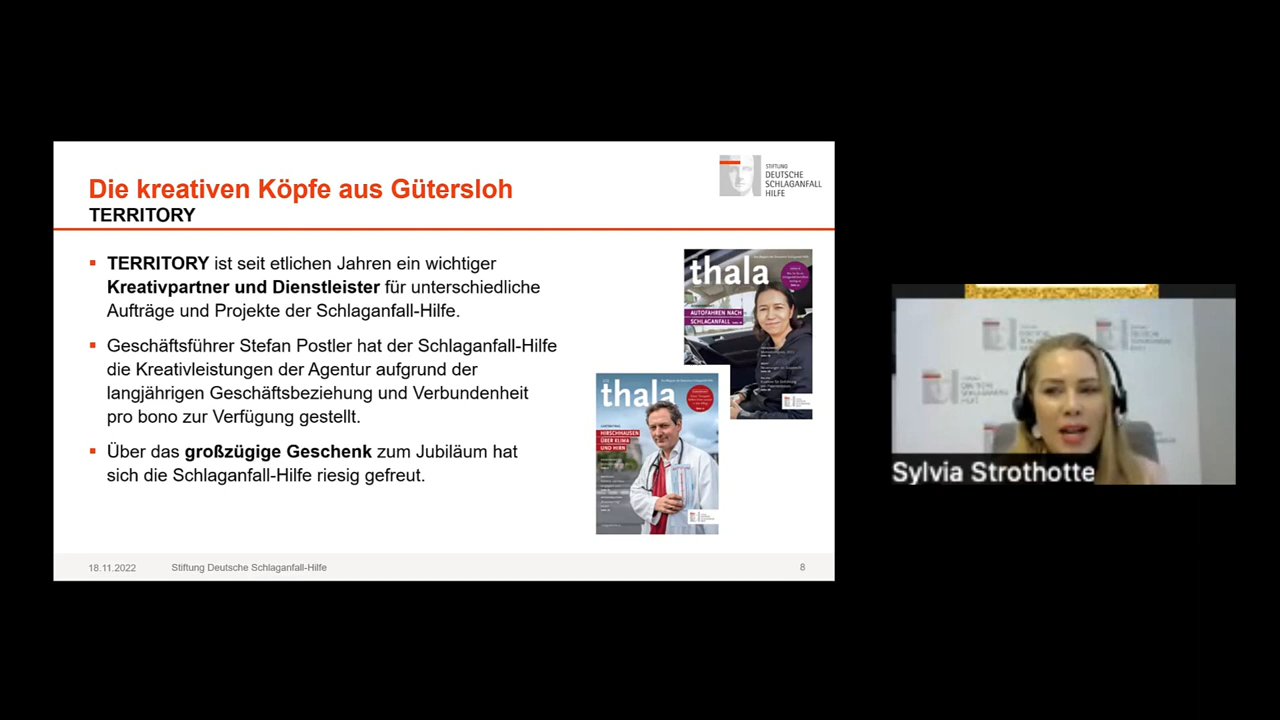 Die kreativen Köpfe aus Gütersloh
TERRITORY
STIFTUNG
DEUTSCHE
SCHLAGANFALL
HILFE
▪ TERRITORY ist seit etlichen Jahren ein wichtiger
Kreativpartner und Dienstleister für unterschiedliche
Aufträge und Projekte der Schlaganfall-Hilfe.
▪ Geschäftsführer Stefan Postler hat der Schlaganfall-Hilfe
die Kreativleistungen der Agentur aufgrund der
langjährigen Geschäftsbeziehung und Verbundenheit
pro bono zur Verfügung gestellt.
▪ Über das großzügige Geschenk zum Jubiläum hat
sich die Schlaganfall-Hilfe riesig gefreut.
thala
AUTOFAHREN NACH
SCHLAGANFALL
thala
HIRSCHHAUSEN
ÜBER KLIMA
UND HIRN
18.11.2022
Stiftung Deutsche Schlaganfall-Hilfe
8
Sylvia Strothotte